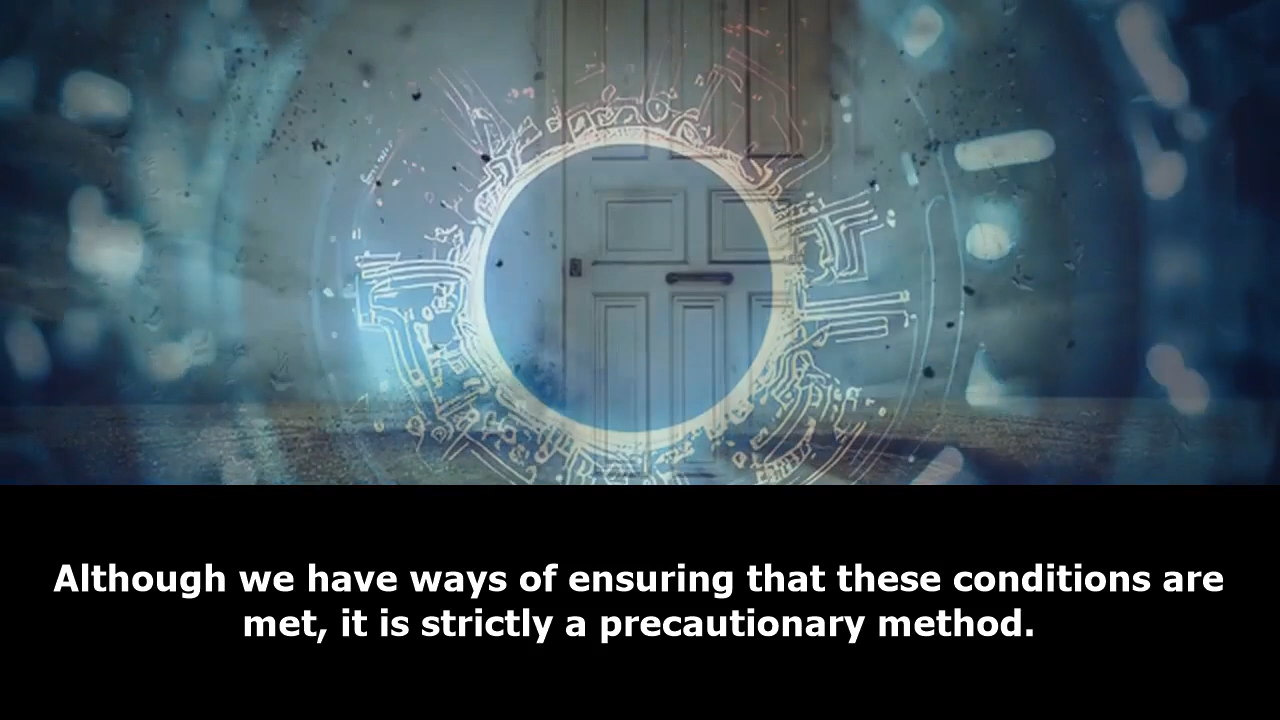 Although we have ways of ensuring that these conditions are
met, it is strictly a precautionary method.